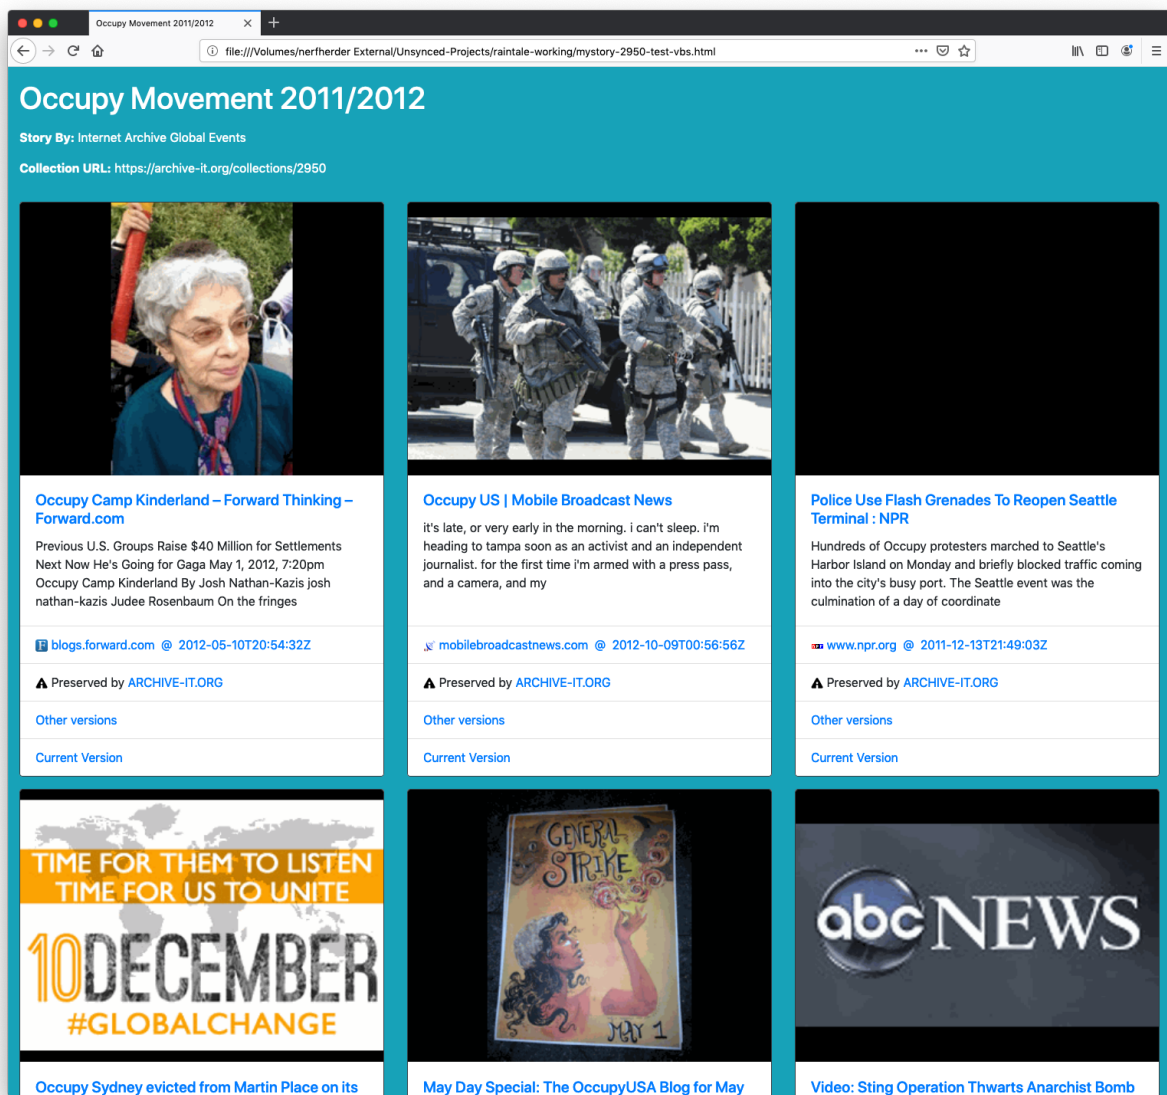 Occupy Movement 2011/2012
file:///Volumes/nerfherder External/Unsynced-Projects/raintale-working/mystory-2950-test-vbs.html
Occupy Movement 2011/2012
Story By: Internet Archive Global Events
Collection URL: https://archive-it.org/collections/2950
Occupy Camp Kinderland – Forward Thinking –
Forward.com
Previous U.S. Groups Raise $40 Million for Settlements
Next Now He's Going for Gaga May 1, 2012, 7:20pm
Occupy Camp Kinderland By Josh Nathan-Kazis josh
nathan-kazis Judee Rosenbaum On the fringes
blogs.forward.com @ 2012-05-10T20:54:32Z
Preserved by ARCHIVE-IT.ORG
Other versions
Current Version
Occupy US | Mobile Broadcast News
it's late, or very early in the morning. i can't sleep. i'm
heading to tampa soon as an activist and an independent
journalist. for the first time i'm armed with a press pass,
and a camera, and my
mobilebroadcastnews.com @ 2012-10-09T00:56:56Z
Preserved by ARCHIVE-IT.ORG
Other versions
Current Version
Police Use Flash Grenades To Reopen Seattle
Terminal : NPR
Hundreds of Occupy protesters marched to Seattle's
Harbor Island on Monday and briefly blocked traffic coming
into the city's busy port. The Seattle event was the
culmination of a day of coordinate
www.npr.org @ 2011-12-13T21:49:03Z
Preserved by ARCHIVE-IT.ORG
Other versions
Current Version
TIME FOR THEM TO LISTEN
TIME FOR US TO UNITE
10DECEMBER
#GLOBALCHANGE
Occupy Sydney evicted from Martin Place on its
GENERAL
STRIKE
MAY 1
May Day Special: The OccupyUSA Blog for May
abc NEWS
Video: Sting Operation Thwarts Anarchist Bomb